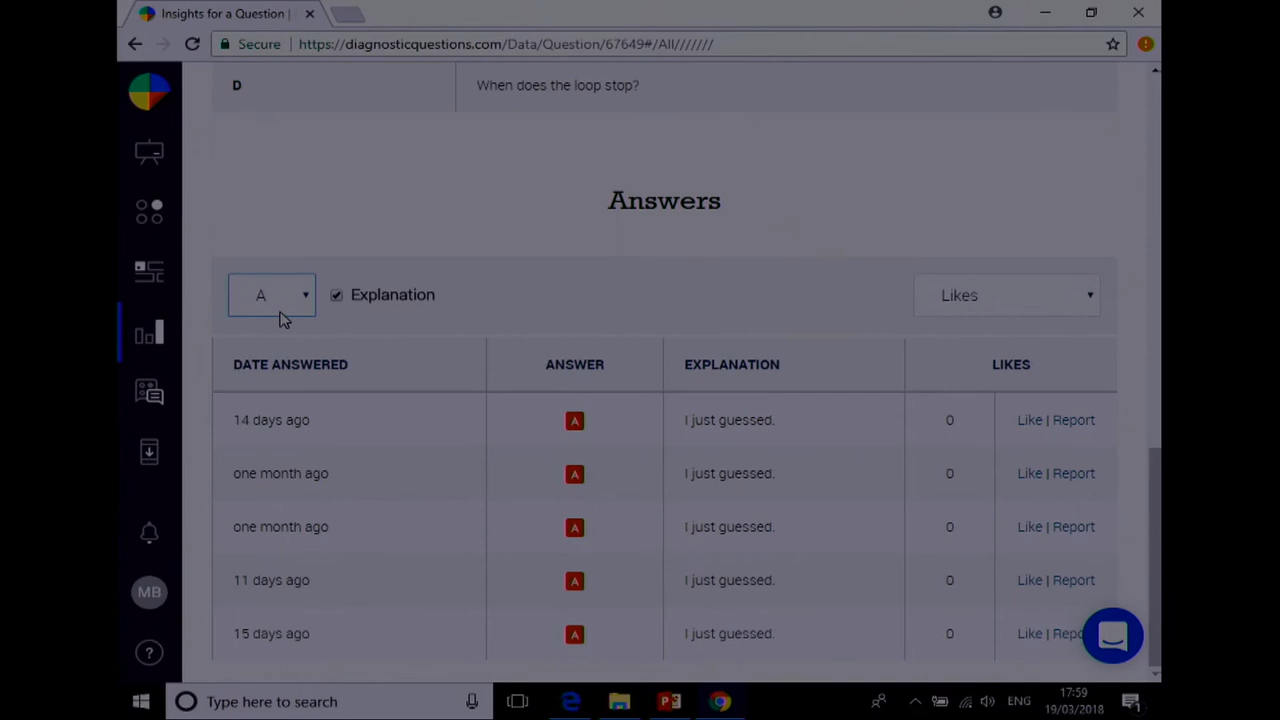 Insights for a Question |
Secure
https://diagnosticquestions.com/Data/Question/67649#/All///////
D
When does the loop stop?
Answers
A
Explanation
Likes
DATE ANSWERED
ANSWER
EXPLANATION
LIKES
14 days ago
A
I just guessed.
0
Like | Report
one month ago
A
I just guessed.
0
Like | Report
one month ago
A
I just guessed.
0
Like | Report
11 days ago
A
I just guessed.
0
Like | Report
15 days ago
A
I just guessed.
0
Like | Repo
MB
?
Type here to search
ENG
17:59
19/03/2018